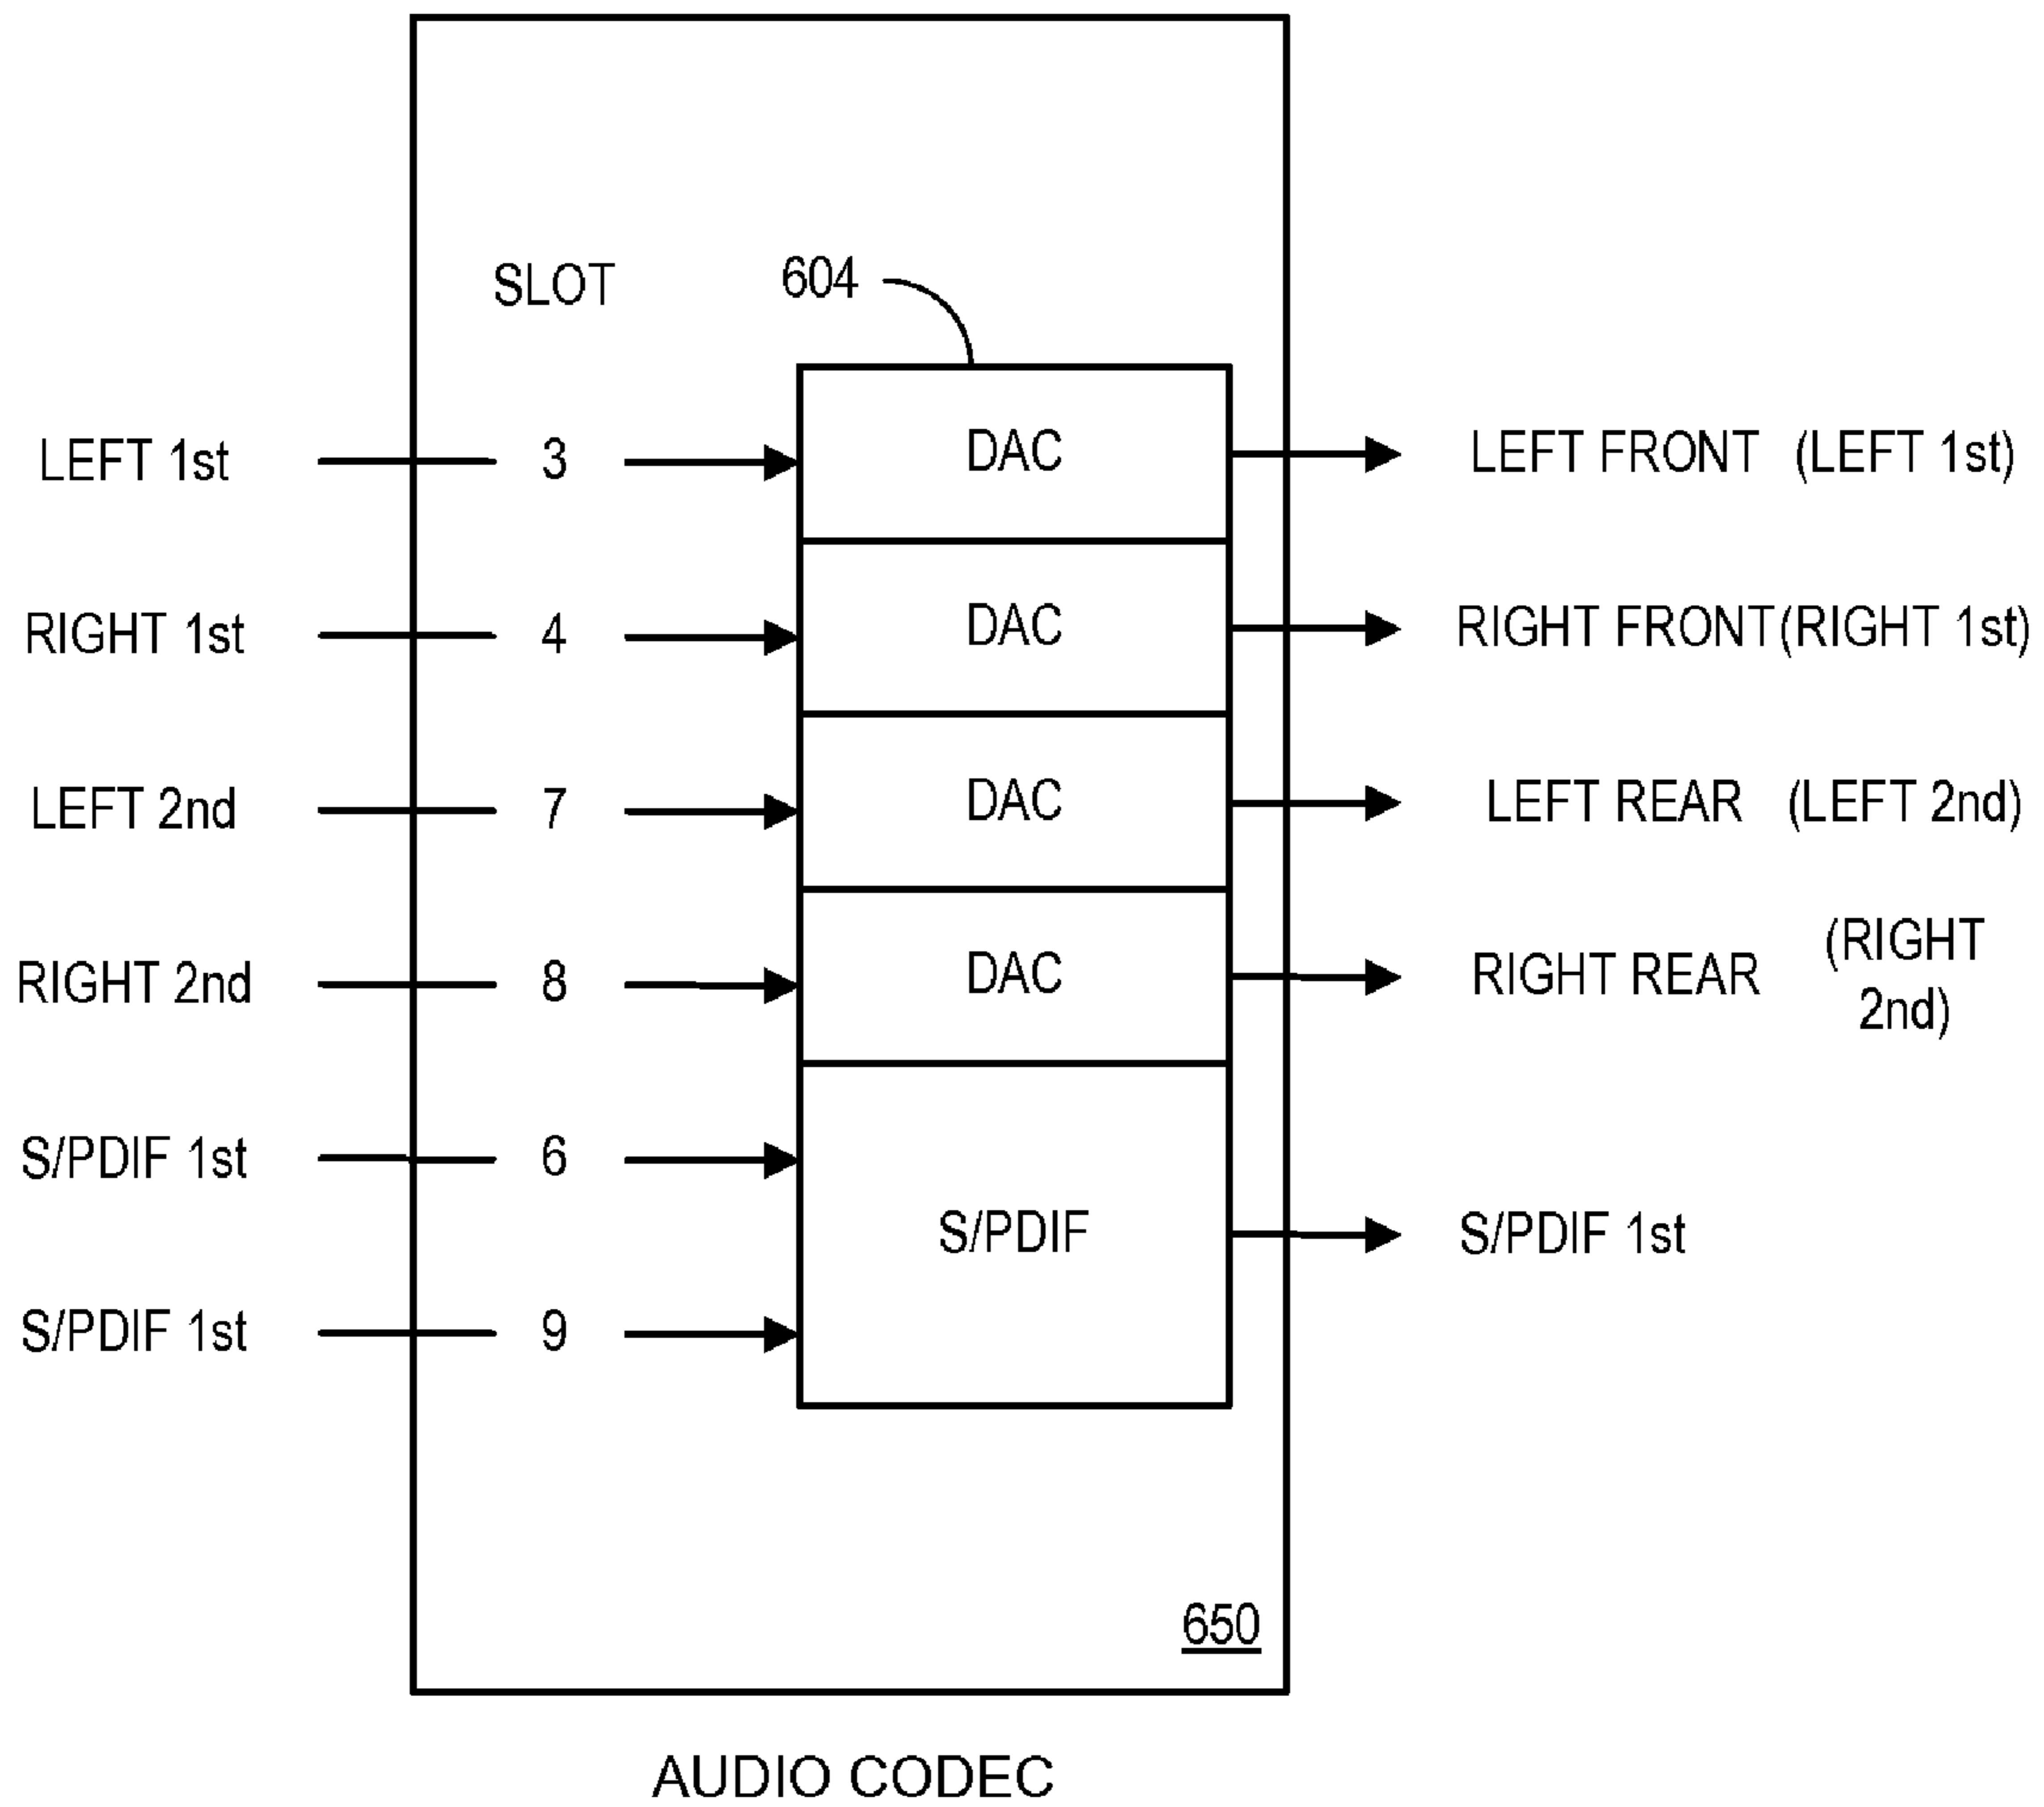 SLOT 604
LEFT 1st 3 DAC LEFT FRONT (LEFT 1st)
RIGHT 1st 4 DAC RIGHT FRONT (RIGHT 1st)
LEFT 2nd 7 DAC LEFT REAR (LEFT 2nd)
RIGHT 2nd 8 DAC RIGHT REAR (RIGHT
2nd)
S/PDIF 1st 6
S/PDIF S/PDIF 1st
S/PDIF 1st 9
650
AUDIO CODEC